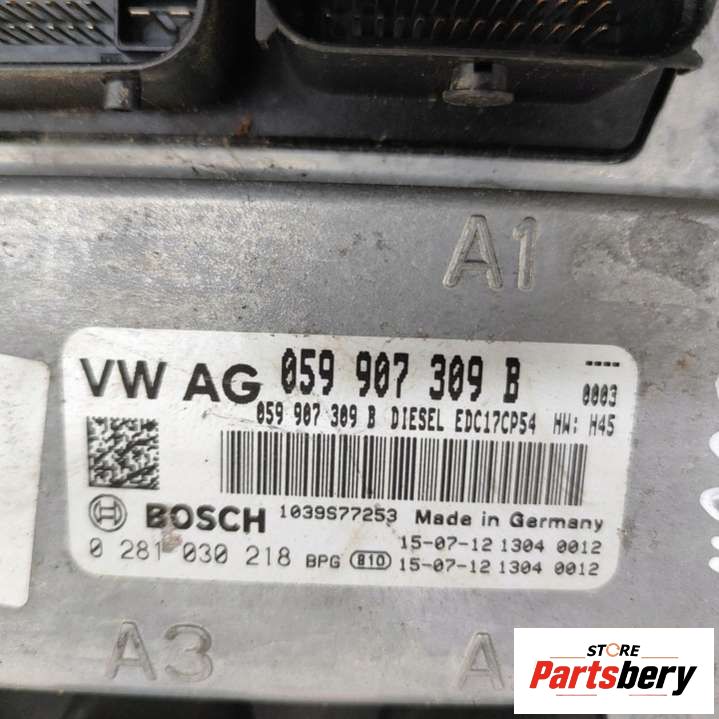 A1
VW AG 059 907 309 B
----
0003
059 907 309 B DIESEL EDC17CP54 HW: H45
BOSCH 1039S77253 Made in Germany
15-07-12 1304 0012
0 281 030 218 BPG 810 15-07-12 1304 0012
A3 A
STORE
Partsbery